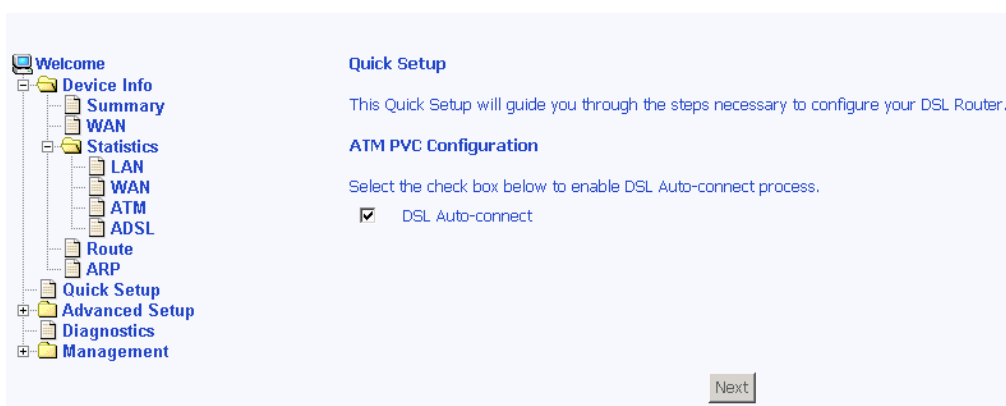 Welcome
Device Info
Summary
WAN
Statistics
LAN
WAN
ATM
ADSL
Route
ARP
Quick Setup
Advanced Setup
Diagnostics
Management
Quick Setup
This Quick Setup will guide you through the steps necessary to configure your DSL Router.
ATM PVC Configuration
Select the check box below to enable DSL Auto-connect process.
DSL Auto-connect
Next